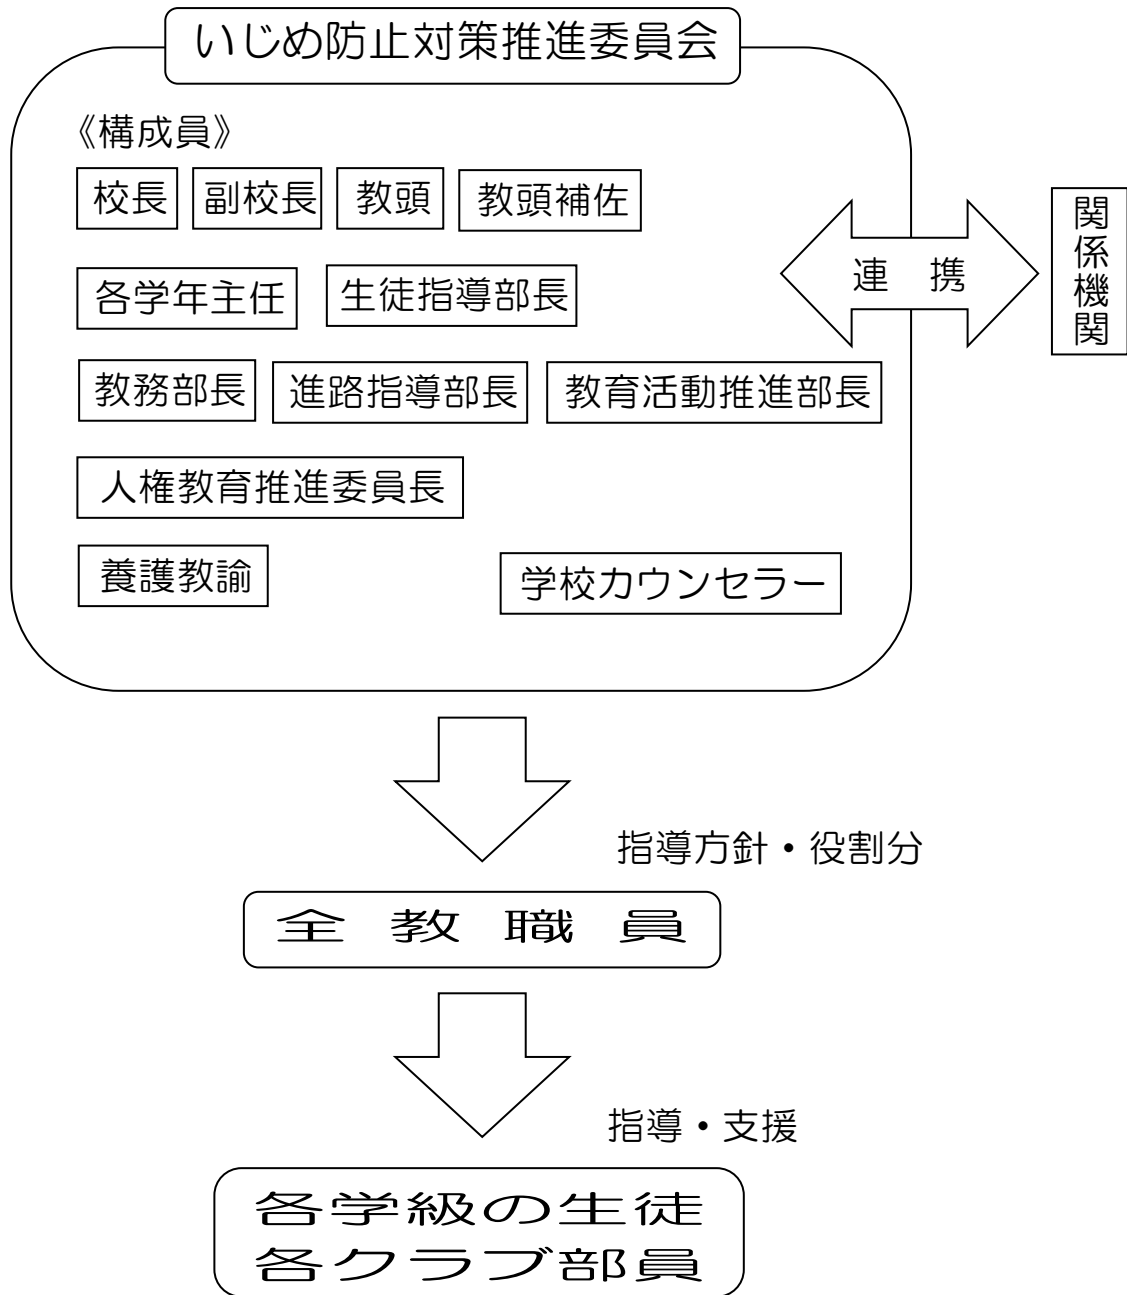 いじめ防止対策推進委員会
《構成員》
校長 副校長 教頭 教頭補佐
各学年主任 生徒指導部長
教務部長 進路指導部長 教育活動推進部長
人権教育推進委員長
養護教諭 学校カウンセラー
連 携
関係機関
指導方針・役割分
全教職員
指導・支援
各学級の生徒
各クラブ部員